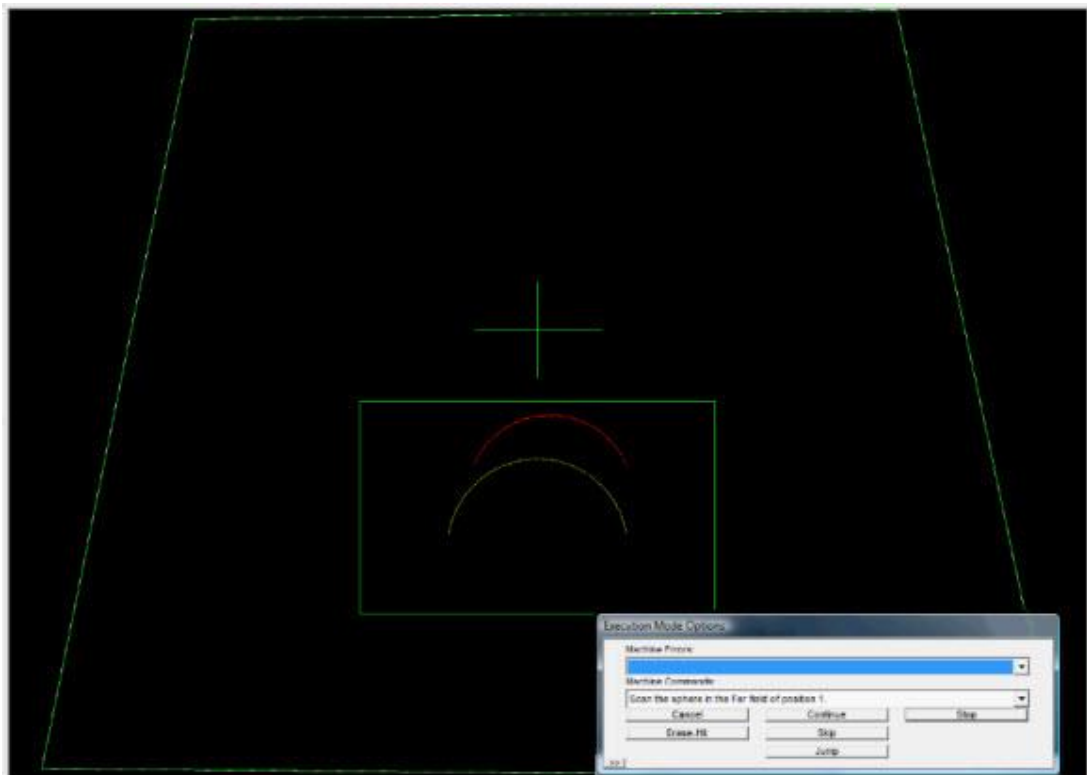 Execution Mode Options
Machine Errors:
Machine Commands:
Scan the sphere in the Far field of position 1.
Cancel Continue Stop
Erase Hit Skip
Jump
>>